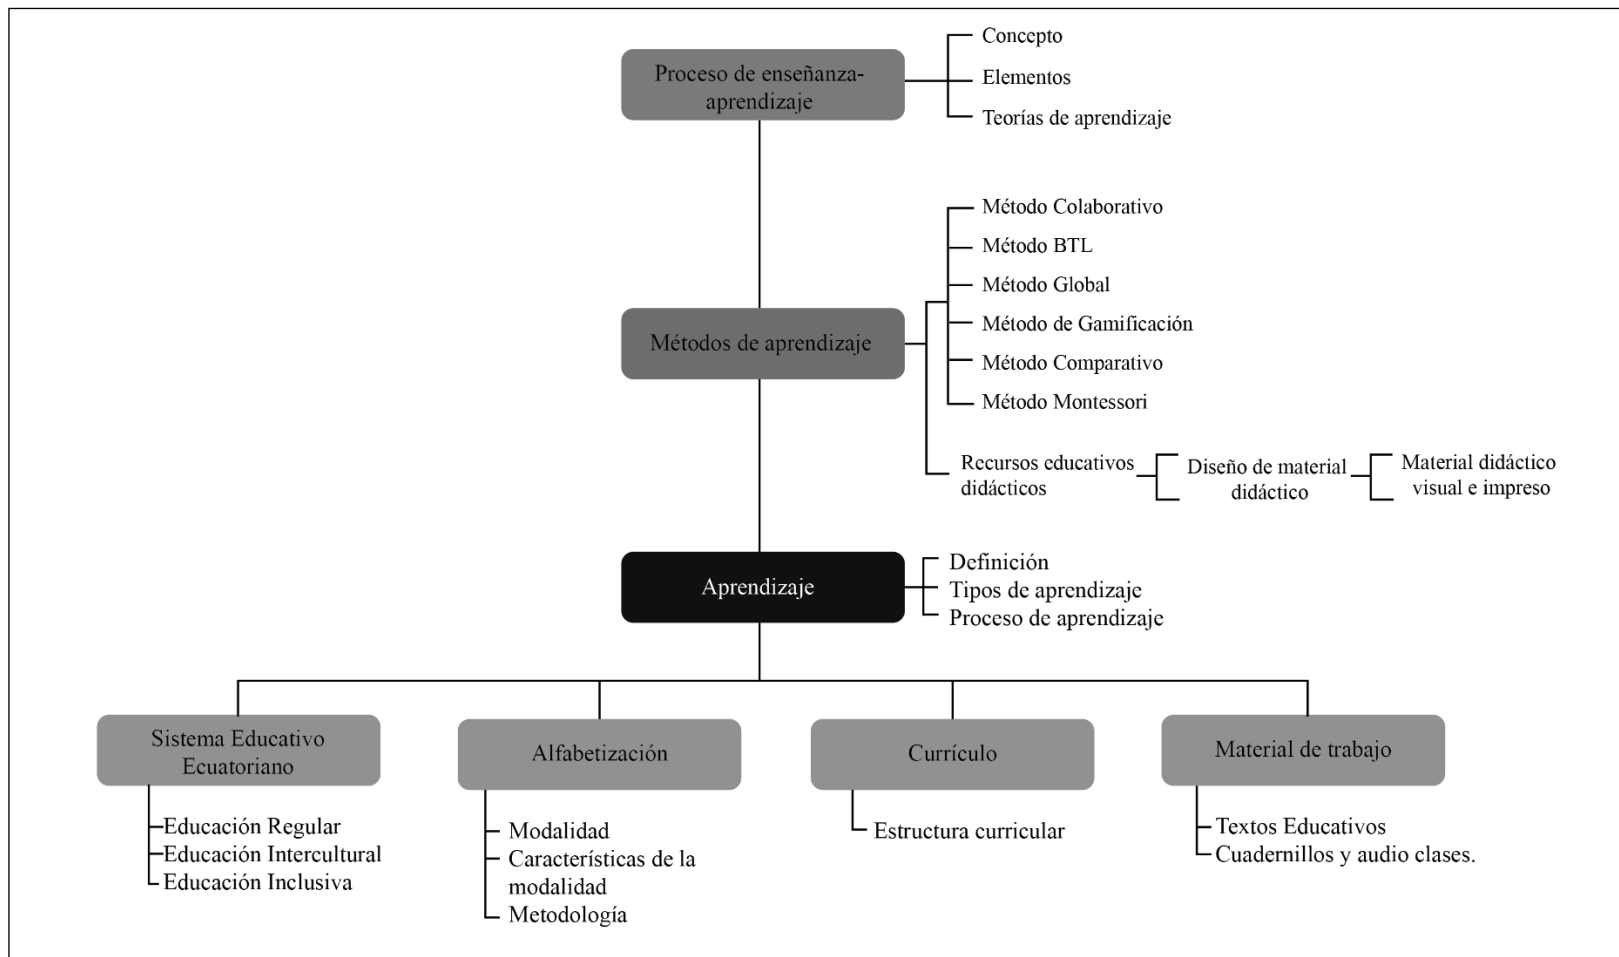 Proceso de enseñanza-
aprendizaje
Concepto
Elementos
Teorías de aprendizaje
Métodos de aprendizaje
Método Colaborativo
Método BTL
Método Global
Método de Gamificación
Método Comparativo
Método Montessori
Recursos educativos
didácticos
Diseño de material
didáctico
Material didáctico
visual e impreso
Aprendizaje
Definición
Tipos de aprendizaje
Proceso de aprendizaje
Sistema Educativo
Ecuatoriano
Educación Regular
Educación Intercultural
Educación Inclusiva
Alfabetización
Modalidad
Característícas de la
modalidad
Metodología
Currículo
Estructura curricular
Material de trabajo
Textos Educativos
Cuadernillos y audio clases.